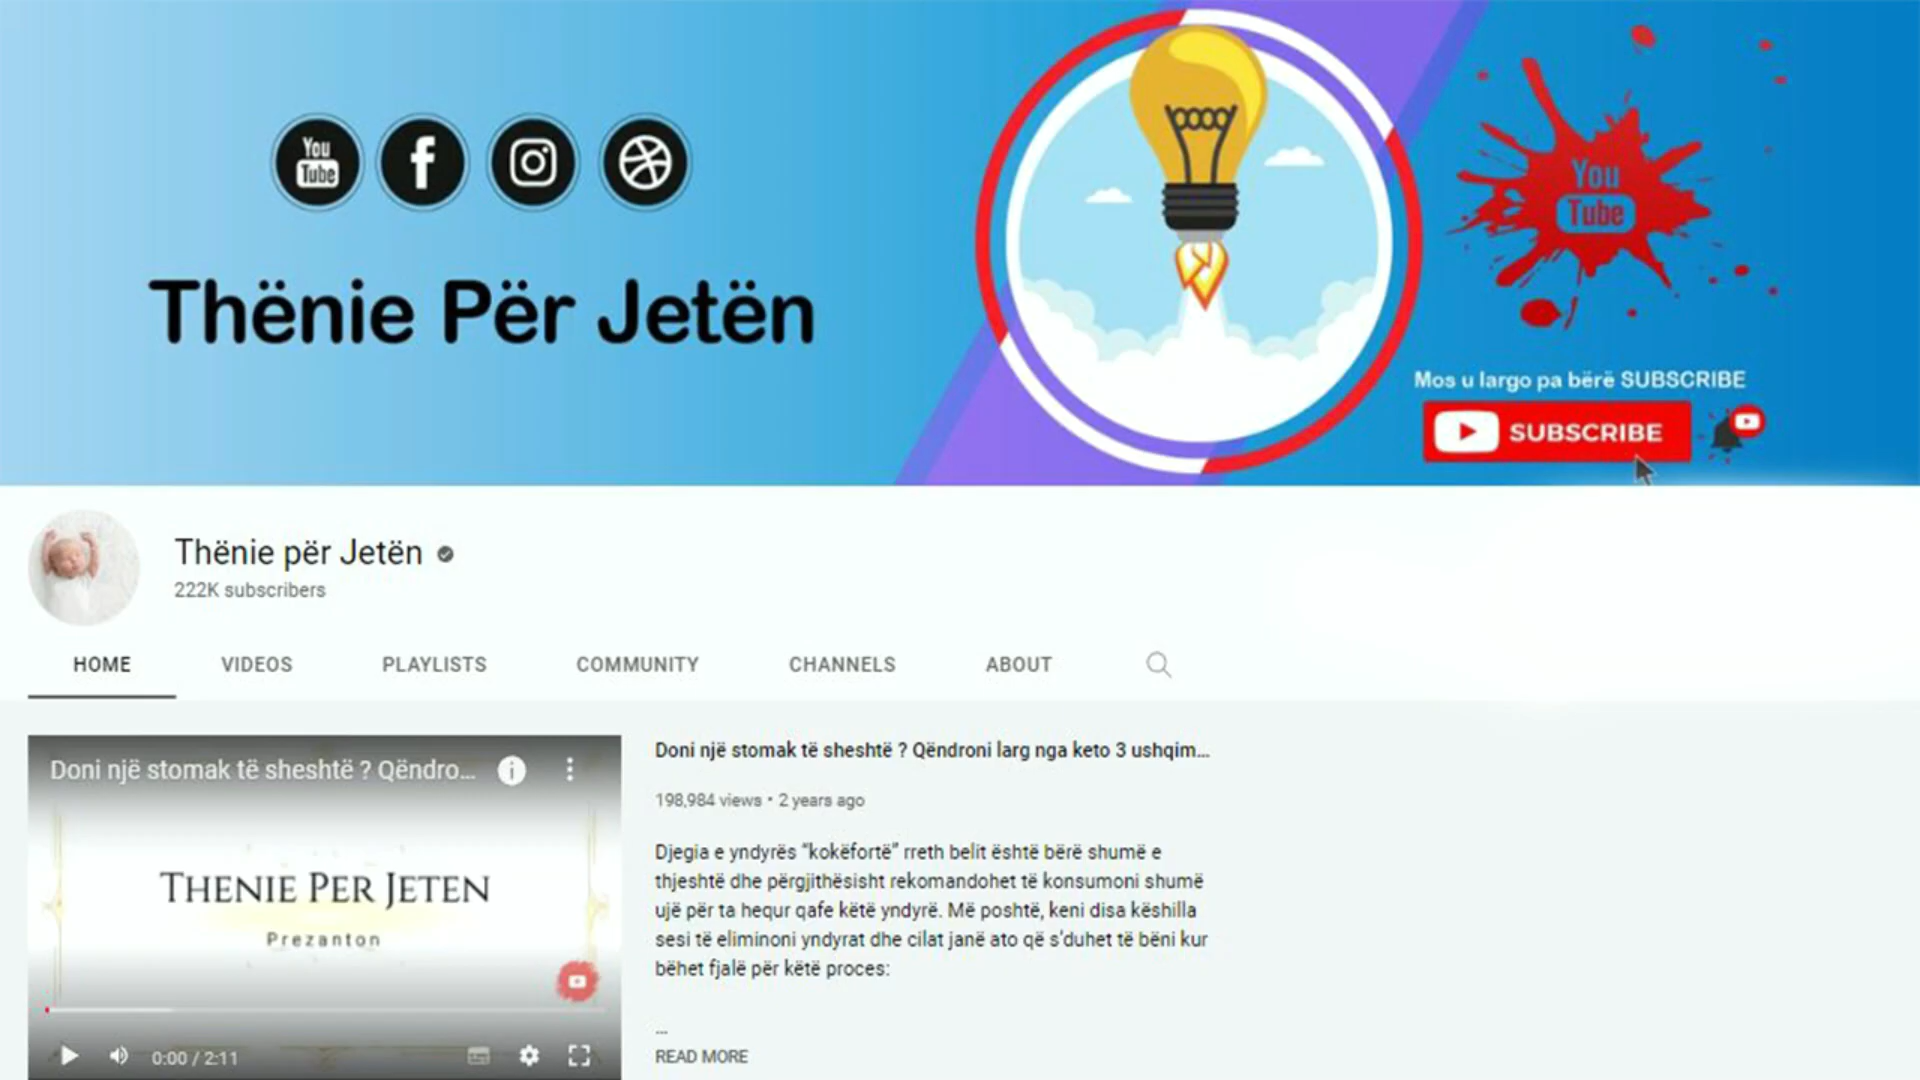 You
Tube
Thënie Për Jetën
You
Tube
Mos u largo pa bërë SUBSCRIBE
SUBSCRIBE
Thënie për Jetën
222K subscribers
HOME VIDEOS PLAYLISTS COMMUNITY CHANNELS ABOUT
Doni një stomak të sheshtë ? Qëndro...
THENIE PER JETEN
Prezanton
0:00 / 2:11
Doni një stomak të sheshtë ? Qëndroni larg nga keto 3 ushqim...
198,984 views • 2 years ago
Djegia e yndyrës “kokëfortë” rreth belit është bërë shumë e
thjeshtë dhe përgjithësisht rekomandohet të konsumoni shumë
ujë për ta hequr qafe këtë yndyrë. Më poshtë, keni disa këshilla
sesi të eliminoni yndyrat dhe cilat janë ato që s'duhet të bëni kur
bëhet fjalë për këtë proces:
...
READ MORE